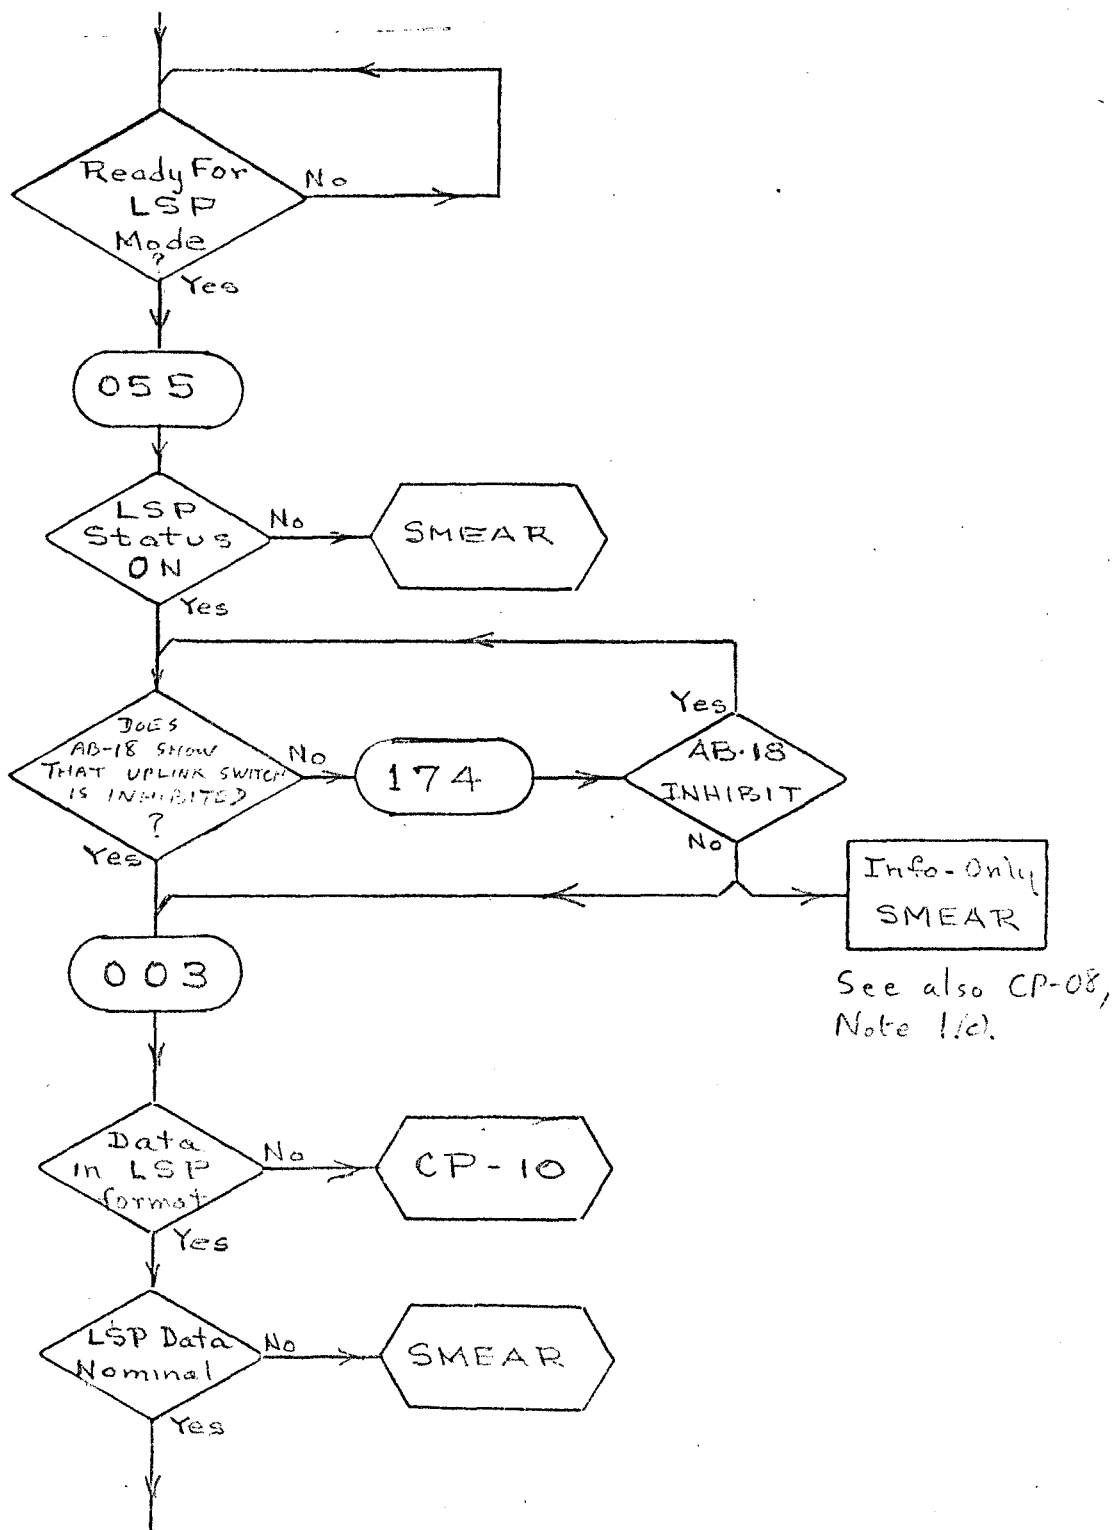 Ready For
LSP
Mode
?
No
Yes
055
LSP
Status
ON
No
SMEAR
Yes
DOES
AB-18 SHOW
THAT UPLINK SWITCH
IS INHIBITED
?
No
174
Yes
AB-18
INHIBIT
No
Yes
Info-Only
SMEAR
See also CP-08,
Note
003
Data
in LSP
format
No
CP-10
Yes
LSP Data
Nominal
No
SMEAR
Yes